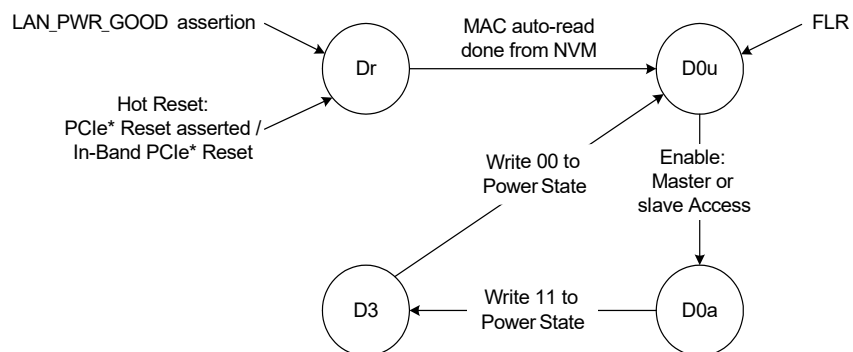 LAN_PWR_GOOD assertion
MAC auto-read
done from NVM
FLR
Dr
D0u
Hot Reset:
PCIe* Reset asserted /
In-Band PCIe* Reset
Write 00 to
Power State
Enable:
Master or
slave Access
D3
Write 11 to
Power State
D0a